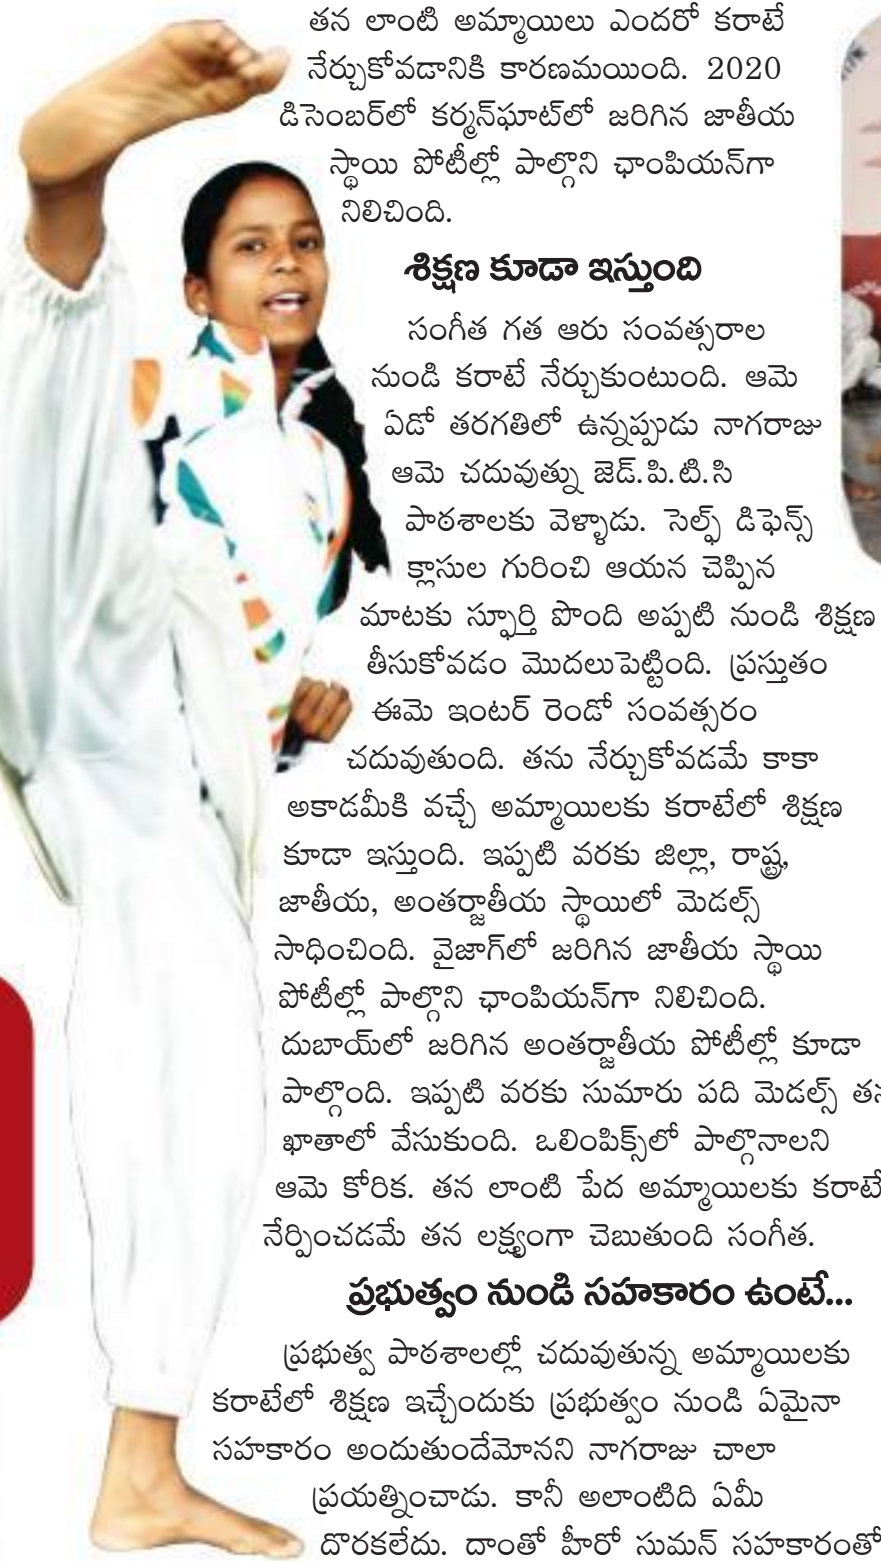 తన లాంటి అమ్మాయిలు ఎందరో కరాటే
నేర్చుకోవడానికి కారణమయింది. 2020
డిసెంబర్‌లో కర్మన్‌ఘాట్‌లో జరిగిన జాతీయ
స్థాయి పోటీల్లో పాల్గొని ఛాంపియన్‌గా
నిలిచింది.
శిక్షణ కూడా ఇస్తుంది
సంగీత గత ఆరు సంవత్సరాల
నుండి కరాటే నేర్చుకుంటుంది. ఆమె
ఏడో తరగతిలో ఉన్నప్పుడు నాగరాజు
ఆమె చదువుత్ను జెడ్.పి.టి.సి
పాఠశాలకు వెళ్ళాడు. సెల్ఫ్ డిఫెన్స్
క్లాసుల గురించి ఆయన చెప్పిన
మాటకు స్ఫూర్తి పొంది అప్పటి నుండి శిక్షణ
తీసుకోవడం మొదలుపెట్టింది. ప్రస్తుతం
ఈమె ఇంటర్ రెండో సంవత్సరం
చదువుతుంది. తను నేర్చుకోవడమే కాకా
అకాడమీకి వచ్చే అమ్మాయిలకు కరాటేలో శిక్షణ
కూడా ఇస్తుంది. ఇప్పటి వరకు జిల్లా, రాష్ట్ర,
జాతీయ, అంతర్జాతీయ స్థాయిలో మెడల్స్
సాధించింది. వైజాగ్‌లో జరిగిన జాతీయ స్థాయి
పోటీల్లో పాల్గొని ఛాంపియన్‌గా నిలిచింది.
దుబాయ్‌లో జరిగిన అంతర్జాతీయ పోటీల్లో కూడా
పాల్గొంది. ఇప్పటి వరకు సుమారు పది మెడల్స్
ఖాతాలో వేసుకుంది. ఒలింపిక్స్‌లో పాల్గొనాలని
ఆమె కోరిక. తన లాంటి పేద అమ్మాయిలకు కరాటే
నేర్పించడమే తన లక్ష్యంగా చెబుతుంది సంగీత.
ప్రభుత్వం నుండి సహకారం ఉంటే...
ప్రభుత్వ పాఠశాలల్లో చదువుతున్న అమ్మాయిలకు
కరాటేలో శిక్షణ ఇచ్చేందుకు ప్రభుత్వం నుండి ఏమైనా
సహకారం అందుతుందేమోనని నాగరాజు చాలా
ప్రయత్నించాడు. కానీ అలాంటిది ఏమీ
దొరకలేదు. దాంతో హీరో సుమన్ సహకారంతో